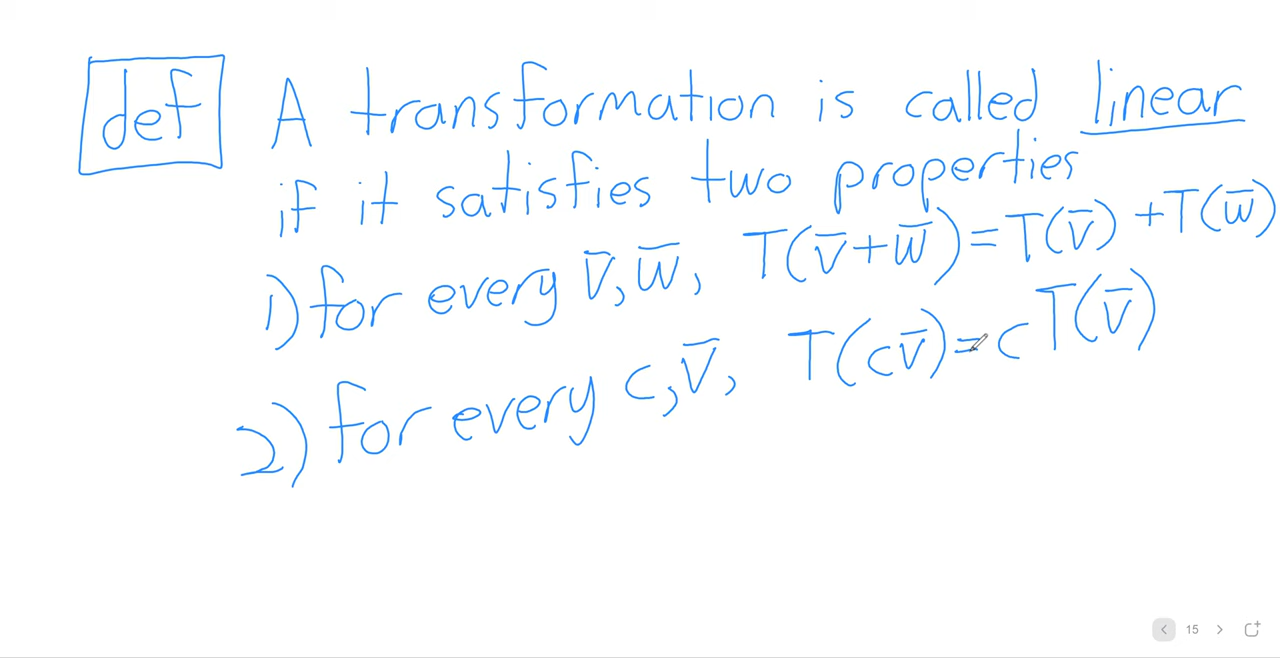 def A transformation is called linear
if it satisfies two properties
1) for every v̄, w̄, T(v̄+w̄)=T(v̄)+T(w̄)
2) for every c, v̄, T(cv̄)=cT(v̄)
15